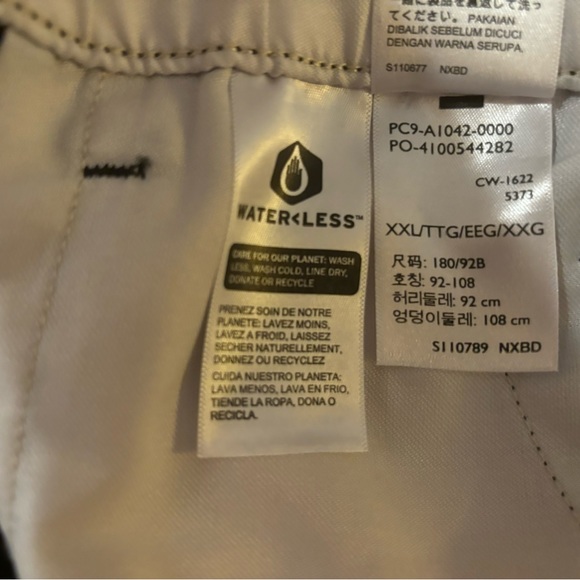 てください。PAKAIAN
DIBALIK SEBELUM DICUCI
DENGAN WARNA SERUPA
S110677 NXBD
PC9-A1042-0000
PO-4100544282
CW-1622
5373
XXL/TTG/EEG/XXG
尺码: 180/92B
호칭: 92-108
허리둘레: 92 cm
엉덩이둘레: 108 cm
S110789 NXBD
WATER<LESS™
CARE FOR OUR PLANET: WASH
LESS, WASH COLD, LINE DRY,
DONATE OR RECYCLE
PRENEZ SOIN DE NOTRE
PLANÈTE: LAVEZ MOINS,
LAVEZ A FROID, LAISSEZ
SECHER NATURELLEMENT,
DONNEZ OU RECYCLEZ
CUIDA NUESTRO PLANETA:
LAVA MENOS, LAVA EN FRIO,
TIENDE LA ROPA, DONA O
RECICLA.